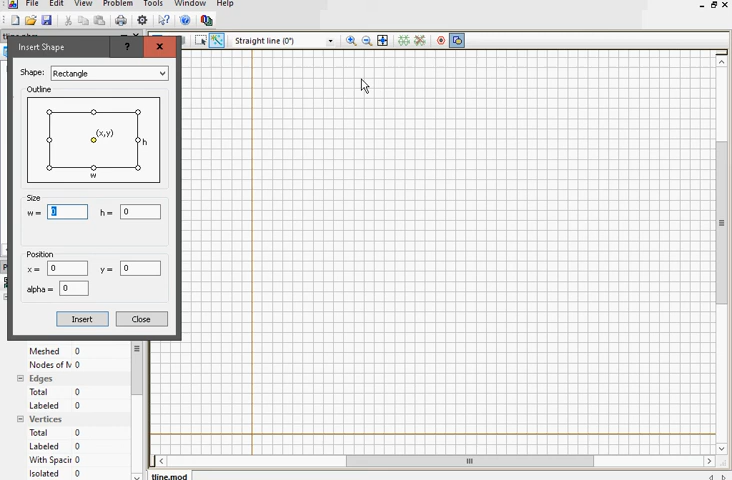 File Edit View Problem Tools Window Help
Straight line (0°)
Insert Shape ? ×
Shape: Rectangle
Outline
(x,y)
h
w
Size
w = 0 h = 0
Position
x = 0 y = 0
alpha = 0
Insert Close
Meshed 0
Nodes of M 0
Edges
Total 0
Labeled 0
Vertices
Total 0
Labeled 0
With Spacin 0
Isolated 0
tline.mod